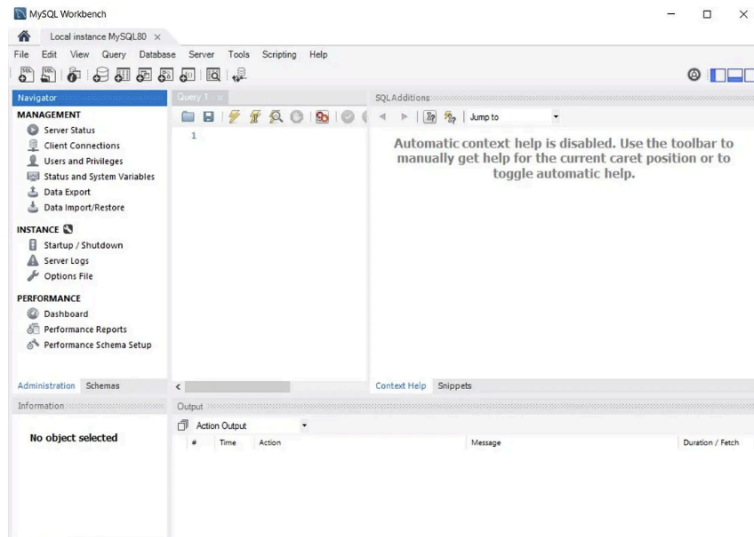 MySQL Workbench
Local instance MySQL80
File Edit View Query Database Server Tools Scripting Help
Navigator
MANAGEMENT
Server Status
Client Connections
Users and Privileges
Status and System Variables
Data Export
Data Import/Restore
INSTANCE
Startup / Shutdown
Server Logs
Options File
PERFORMANCE
Dashboard
Performance Reports
Performance Schema Setup
Administration Schemas
Query 1
1
SQLAdditions
Jump to
Automatic context help is disabled. Use the toolbar to
manually get help for the current caret position or to
toggle automatic help.
Context Help Snippets
Information
No object selected
Output
Action Output
# Time Action Message Duration / Fetch